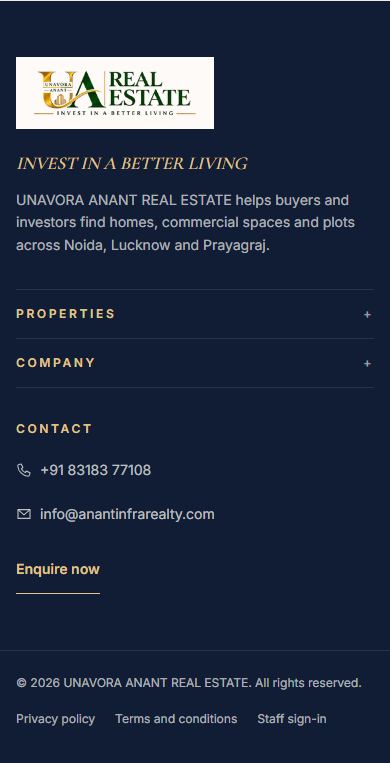 UNAVORA
ANANT
UA REAL
ESTATE
INVEST IN A BETTER LIVING
INVEST IN A BETTER LIVING
UNAVORA ANANT REAL ESTATE helps buyers and
investors find homes, commercial spaces and plots
across Noida, Lucknow and Prayagraj.
PROPERTIES +
COMPANY +
CONTACT
+91 83183 77108
info@anantinfrarealty.com
Enquire now
© 2026 UNAVORA ANANT REAL ESTATE. All rights reserved.
Privacy policy Terms and conditions Staff sign-in